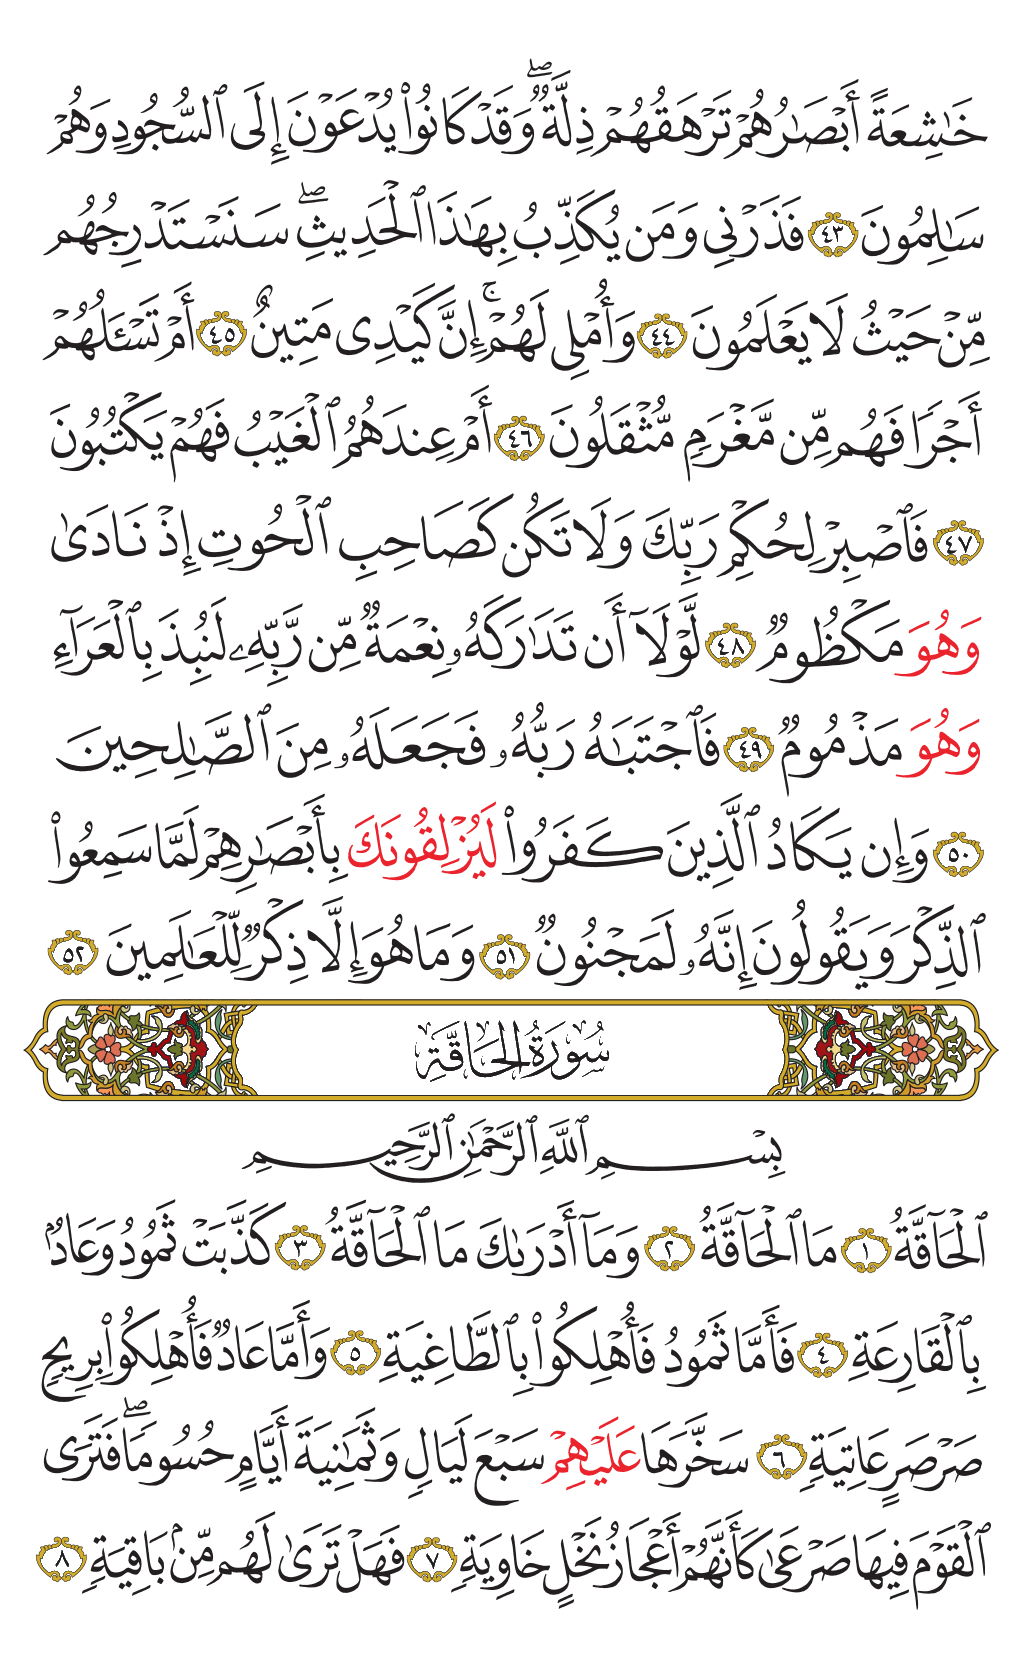 خَٰشِعَةً أَبْصَٰرُهُمْ تَرْهَقُهُمْ ذِلَّةٌ ۖ وَقَدْ كَانُوا۟ يُدْعَوْنَ إِلَى ٱلسُّجُودِ وَهُمْ
سَٰلِمُونَ ٤٣ فَذَرْنِى وَمَن يُكَذِّبُ بِهَٰذَا ٱلْحَدِيثِ ۖ سَنَسْتَدْرِجُهُم
مِّنْ حَيْثُ لَا يَعْلَمُونَ ٤٤ وَأُمْلِى لَهُمْ ۚ إِنَّ كَيْدِى مَتِينٌ ٤٥ أَمْ تَسْـَٔلُهُمْ
أَجْرًا فَهُم مِّن مَّغْرَمٍ مُّثْقَلُونَ ٤٦ أَمْ عِندَهُمُ ٱلْغَيْبُ فَهُمْ يَكْتُبُونَ
٤٧ فَٱصْبِرْ لِحُكْمِ رَبِّكَ وَلَا تَكُن كَصَاحِبِ ٱلْحُوتِ إِذْ نَادَىٰ
وَهُوَ مَكْظُومٌ ٤٨ لَّوْلَآ أَن تَدَٰرَكَهُۥ نِعْمَةٌ مِّن رَّبِّهِۦ لَنُبِذَ بِٱلْعَرَآءِ
وَهُوَ مَذْمُومٌ ٤٩ فَٱجْتَبَٰهُ رَبُّهُۥ فَجَعَلَهُۥ مِنَ ٱلصَّٰلِحِينَ
٥٠ وَإِن يَكَادُ ٱلَّذِينَ كَفَرُوا۟ لَيُزْلِقُونَكَ بِأَبْصَٰرِهِمْ لَمَّا سَمِعُوا۟
ٱلذِّكْرَ وَيَقُولُونَ إِنَّهُۥ لَمَجْنُونٌ ٥١ وَمَا هُوَ إِلَّا ذِكْرٌ لِّلْعَٰلَمِينَ ٥٢
سُورَةُ الحَاقَّةِ
بِسْمِ ٱللَّهِ ٱلرَّحْمَٰنِ ٱلرَّحِيمِ
ٱلْحَآقَّةُ ١ مَا ٱلْحَآقَّةُ ٢ وَمَآ أَدْرَىٰكَ مَا ٱلْحَآقَّةُ ٣ كَذَّبَتْ ثَمُودُ وَعَادٌۢ
بِٱلْقَارِعَةِ ٤ فَأَمَّا ثَمُودُ فَأُهْلِكُوا۟ بِٱلطَّاغِيَةِ ٥ وَأَمَّا عَادٌ فَأُهْلِكُوا۟ بِرِيحٍ
صَرْصَرٍ عَاتِيَةٍ ٦ سَخَّرَهَا عَلَيْهِمْ سَبْعَ لَيَالٍ وَثَمَٰنِيَةَ أَيَّامٍ حُسُومًا ۖ فَتَرَى
ٱلْقَوْمَ فِيهَا صَرْعَىٰ كَأَنَّهُمْ أَعْجَازُ نَخْلٍ خَاوِيَةٍ ٧ فَهَلْ تَرَىٰ لَهُم مِّنۢ بَاقِيَةٍ ٨